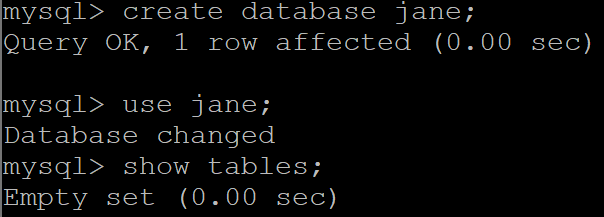 mysql> create database jane;
Query OK, 1 row affected (0.00 sec)
mysql> use jane;
Database changed
mysql> show tables;
Empty set (0.00 sec)